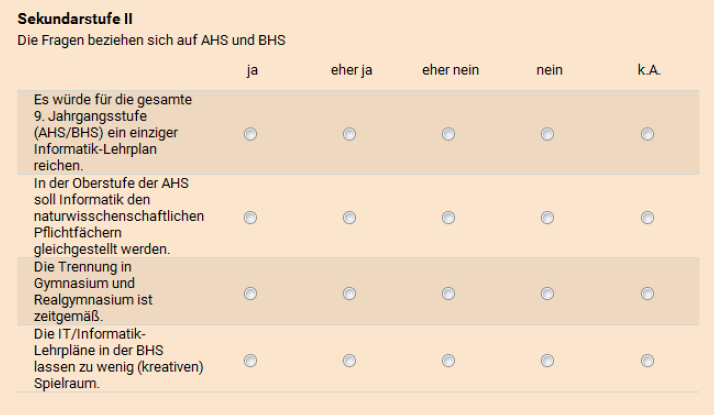 Sekundarstufe II
Die Fragen beziehen sich auf AHS und BHS
ja eher ja eher nein nein k.A.
Es würde für die gesamte
9. Jahrgangsstufe
(AHS/BHS) ein einziger
Informatik-Lehrplan
reichen.
In der Oberstufe der AHS
soll Informatik den
naturwisschenschaftlichen
Pflichtfächern
gleichgestellt werden.
Die Trennung in
Gymnasium und
Realgymnasium ist
zeitgemäß.
Die IT/Informatik-
Lehrpläne in der BHS
lassen zu wenig (kreativen)
Spielraum.